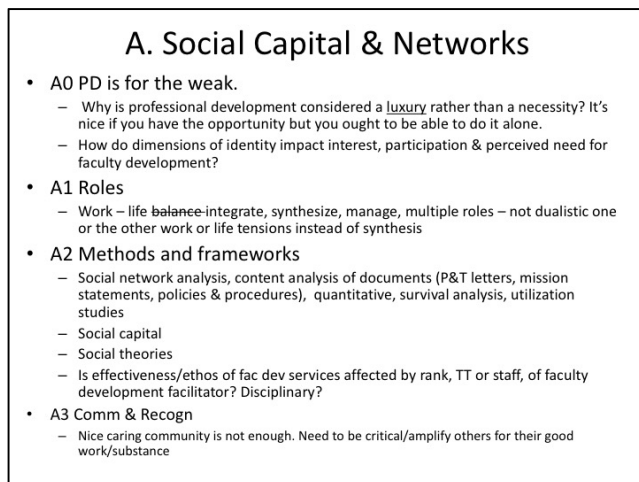 A. Social Capital & Networks
• A0 PD is for the weak.
– Why is professional development considered a luxury rather than a necessity? It's
nice if you have the opportunity but you ought to be able to do it alone.
– How do dimensions of identity impact interest, participation & perceived need for
faculty development?
• A1 Roles
– Work – life balance integrate, synthesize, manage, multiple roles – not dualistic one
or the other work or life tensions instead of synthesis
• A2 Methods and frameworks
– Social network analysis, content analysis of documents (P&T letters, mission
statements, policies & procedures), quantitative, survival analysis, utilization
studies
– Social capital
– Social theories
– Is effectiveness/ethos of fac dev services affected by rank, TT or staff, of faculty
development facilitator? Disciplinary?
• A3 Comm & Recogn
– Nice caring community is not enough. Need to be critical/amplify others for their good
work/substance